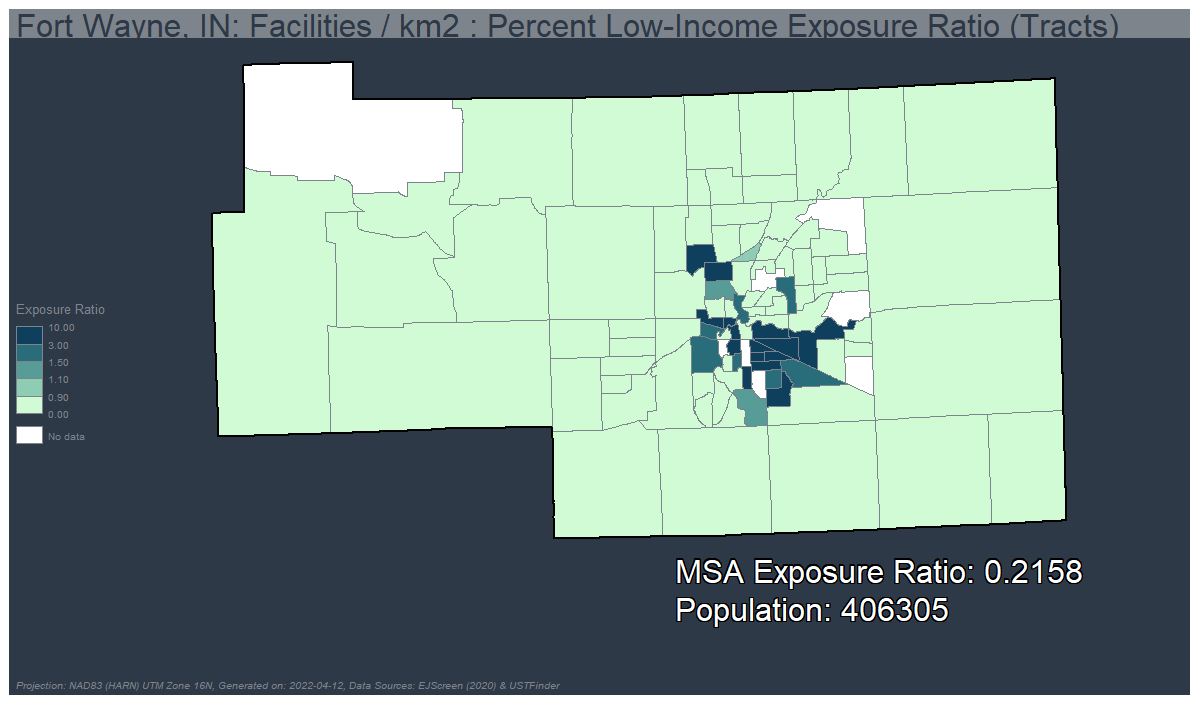 Fort Wayne, IN: Facilities / km2 : Percent Low-Income Exposure Ratio (Tracts)
Exposure Ratio
10.00
3.00
1.50
1.10
0.90
0.00
No data
MSA Exposure Ratio: 0.2158
Population: 406305
Projection: NAD83 (HARN) UTM Zone 16N, Generated on: 2022-04-12, Data Sources: EJScreen (2020) & USTFinder